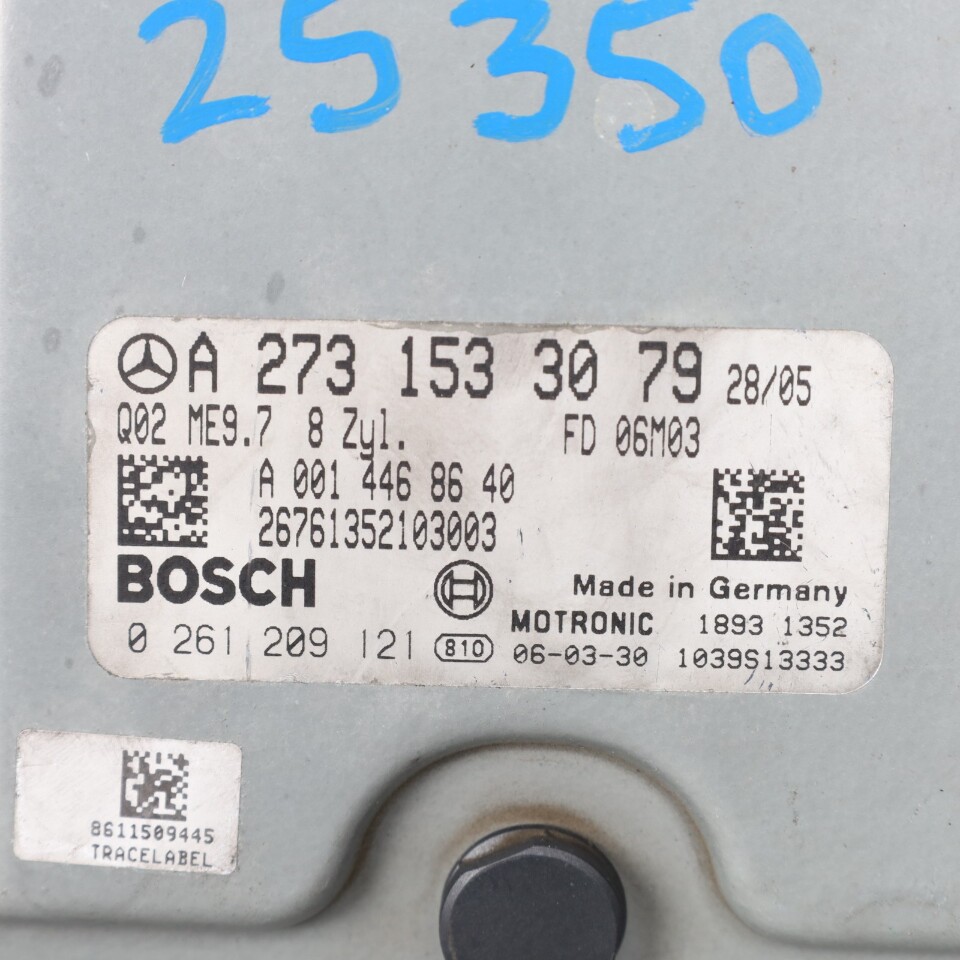 25350
A 273 153 30 79 28/05
Q02 ME9.7 8 Zyl. FD 06M03
A 001 446 86 40
26761352103003
BOSCH Made in Germany
MOTRONIC 1893 1352
0 261 209 121 810 06-03-30 1039S13333
8611509445
TRACELABEL